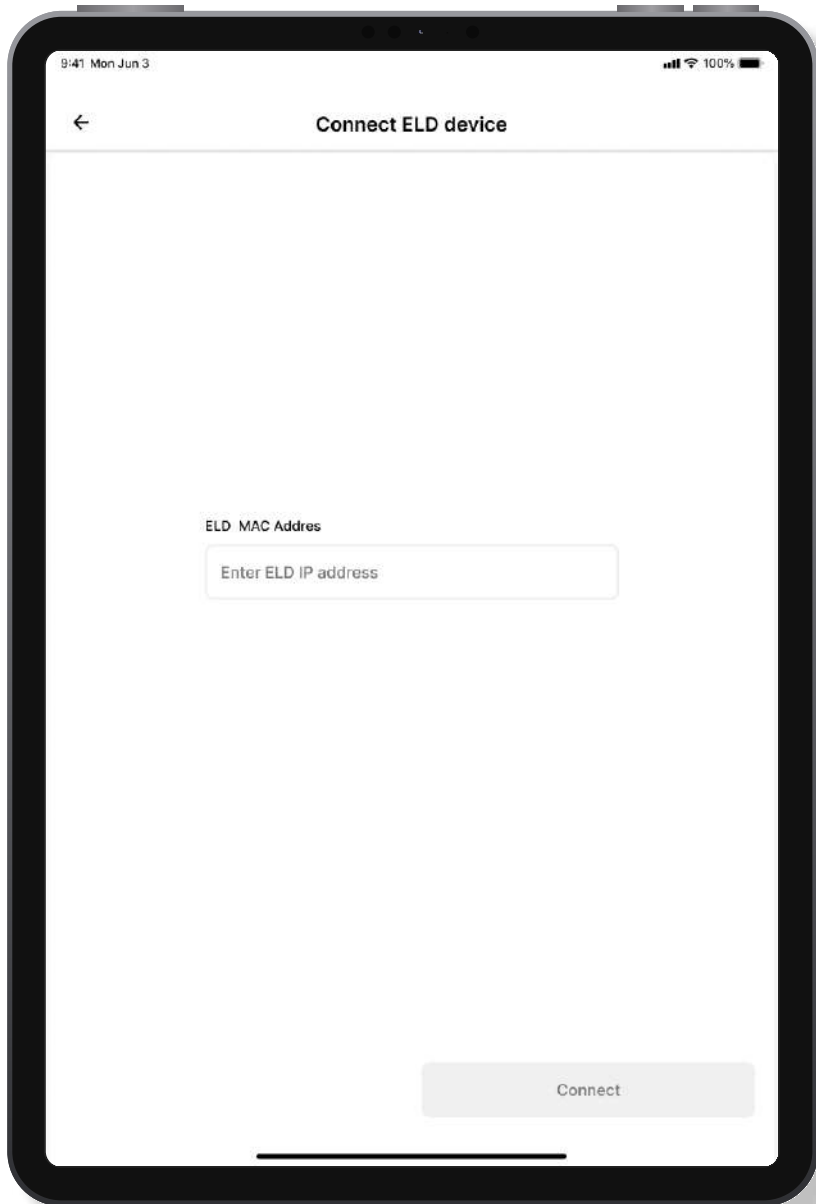 9:41 Mon Jun 3
100%
Connect ELD device
ELD MAC Addres
Enter ELD IP address
Connect